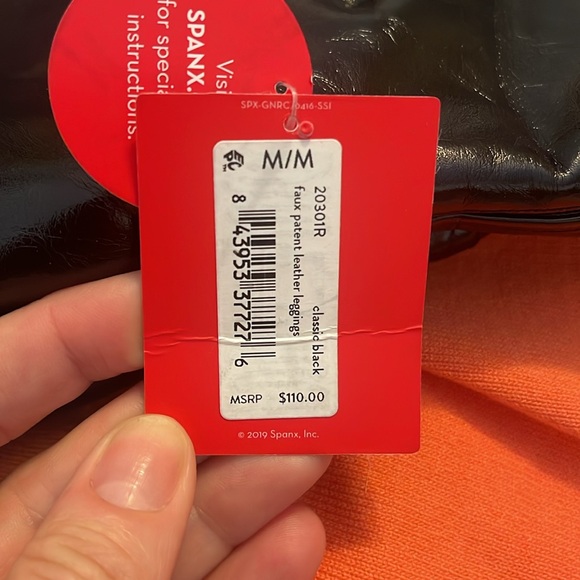 Visi
SPANX.
for specia
instructions.
SPX-GNRC 0416-SSI
M/M
20301R
classic black
faux patent leather leggings
8 43953 37727 6
MSRP $110.00
© 2019 Spanx, Inc.